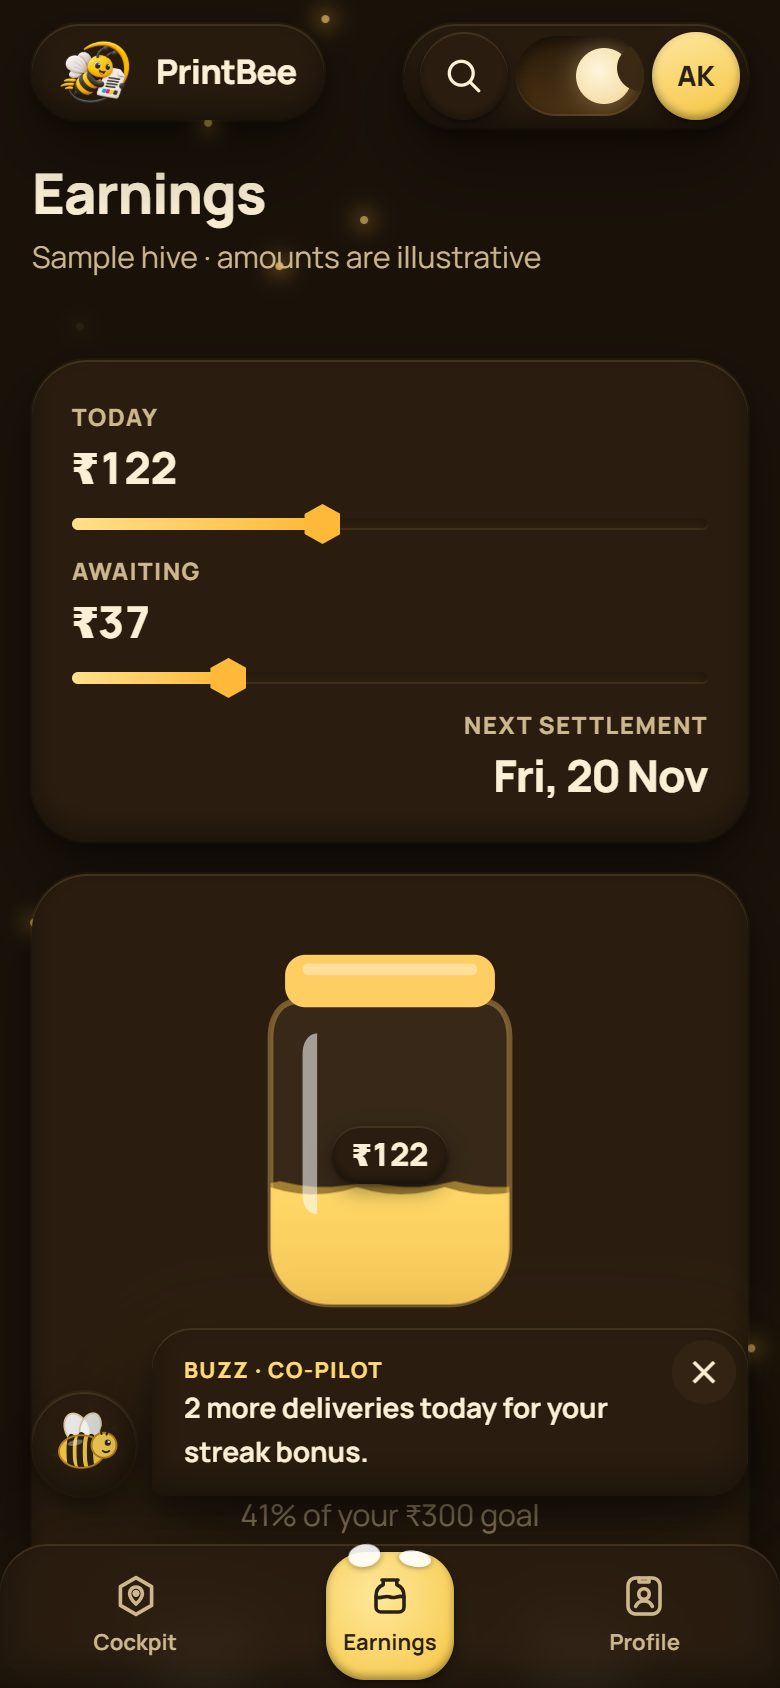 PrintBee
AK
Earnings
Sample hive · amounts are illustrative
TODAY
₹122
AWAITING
₹37
NEXT SETTLEMENT
Fri, 20 Nov
₹122
BUZZ · CO-PILOT
2 more deliveries today for your
streak bonus.
41% of your ₹300 goal
Cockpit
Earnings
Profile